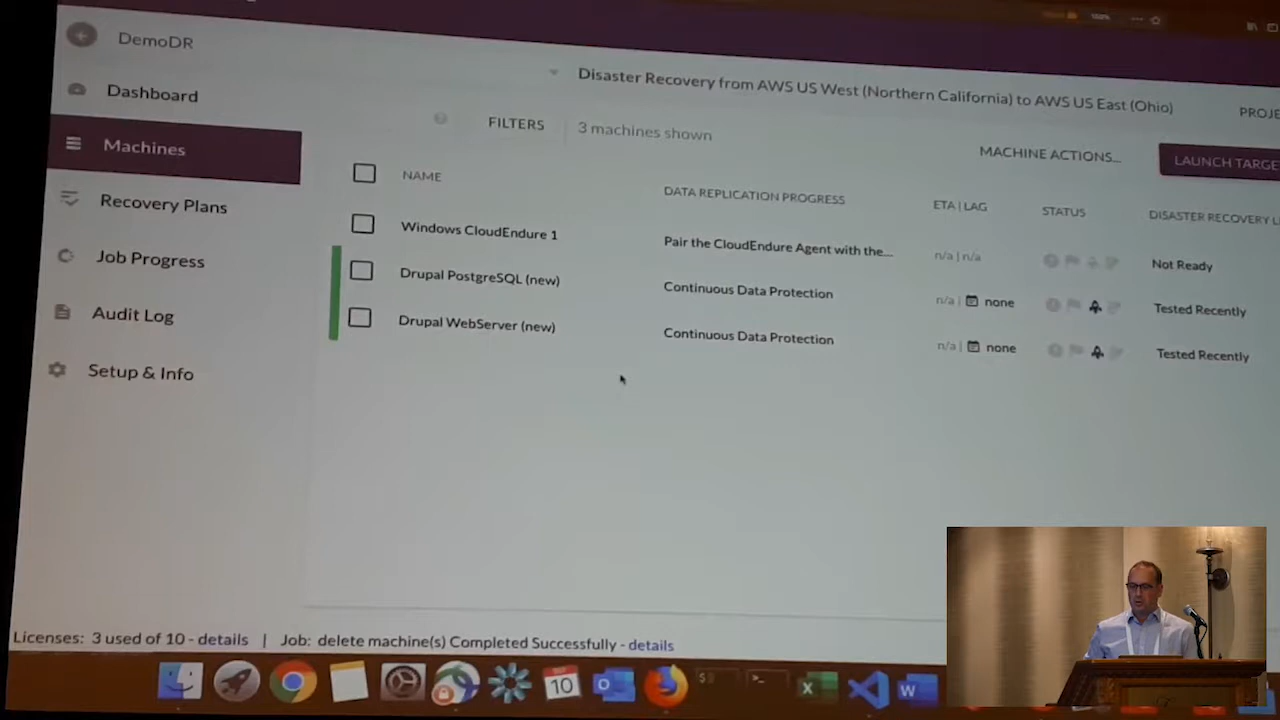 DemoDR
Disaster Recovery from AWS US West (Northern California) to AWS US East (Ohio)
Dashboard
FILTERS
3 machines shown
MACHINE ACTIONS...
Machines
NAME
DATA REPLICATION PROGRESS
ETA | LAG
STATUS
DISASTER RECOVERY
Windows CloudEndure 1
Pair the CloudEndure Agent with the...
n/a | n/a
Not Ready
Recovery Plans
Drupal PostgreSQL (new)
Continuous Data Protection
n/a | none
Tested Recently
Job Progress
Drupal WebServer (new)
Continuous Data Protection
n/a | none
Tested Recently
Audit Log
Setup & Info
Licenses: 3 used of 10 - details | Job: delete machine(s) Completed Successfully - details
10